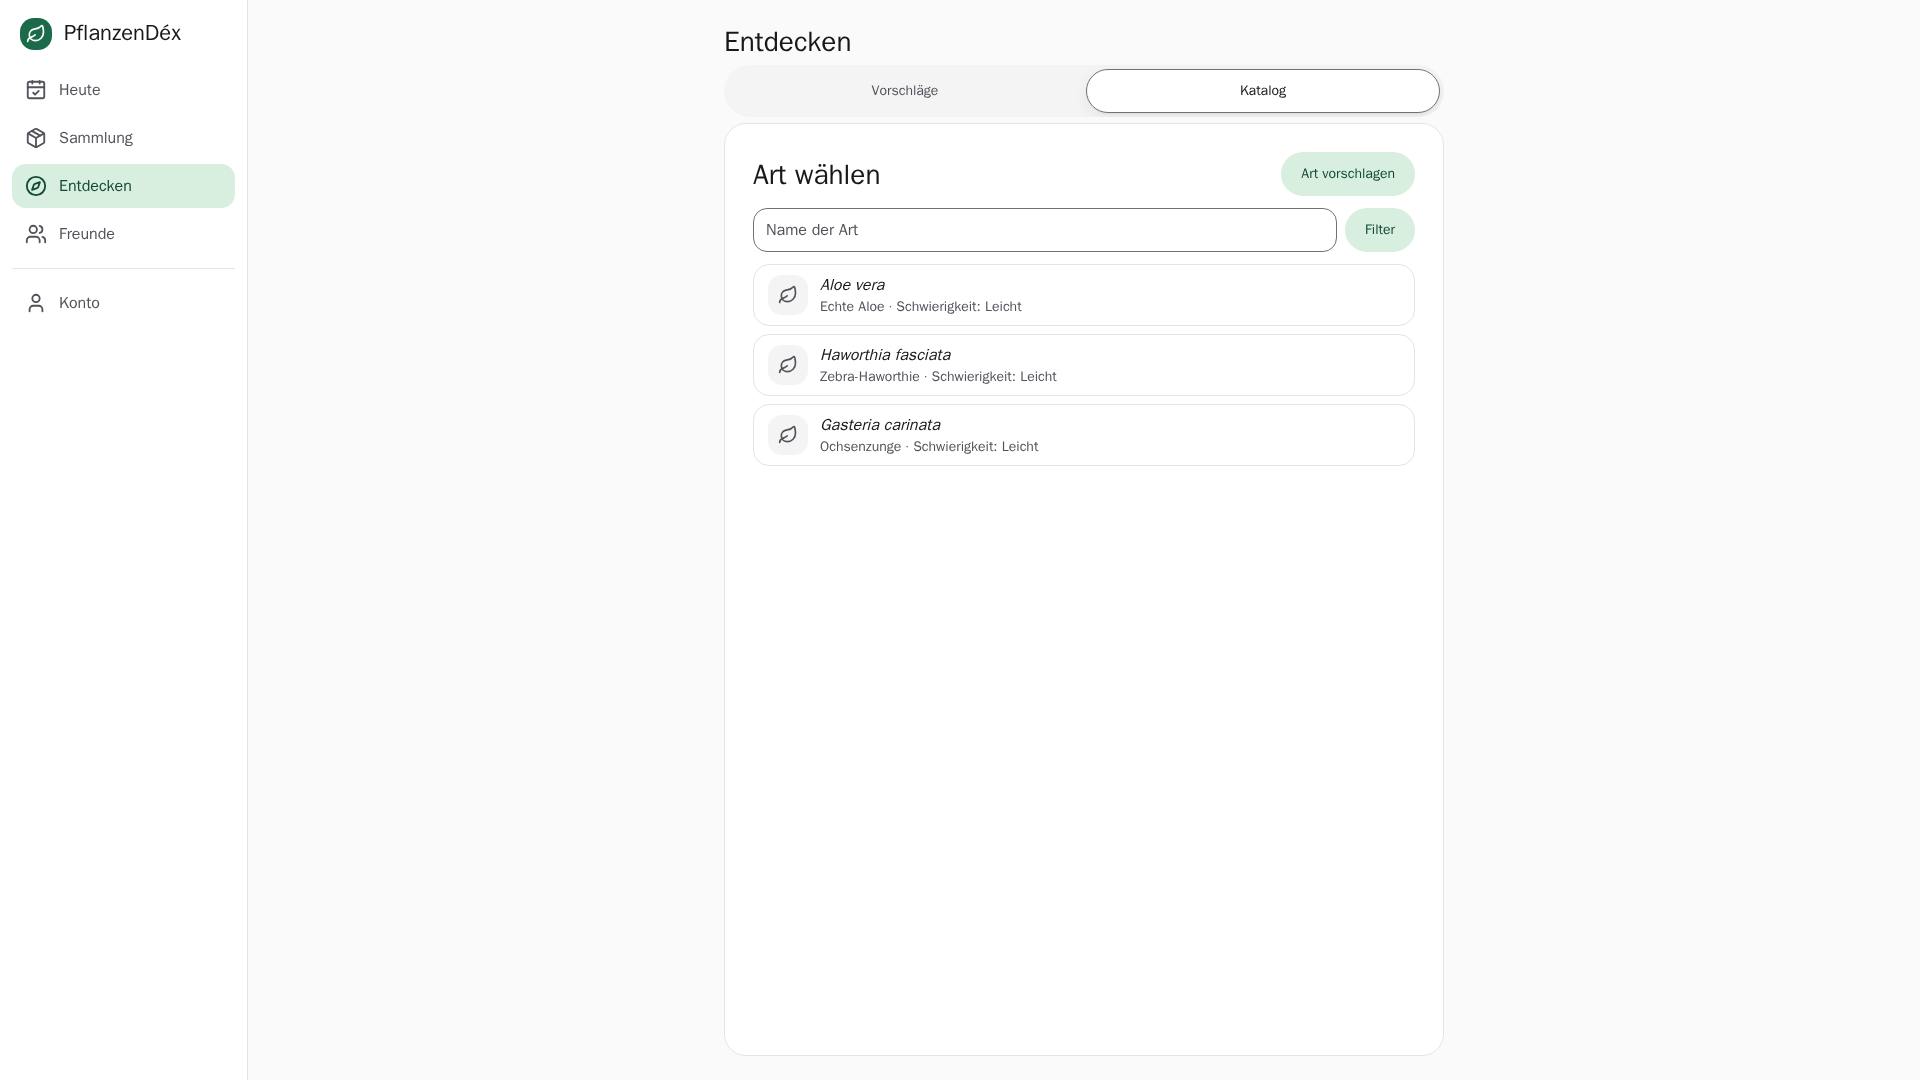 PflanzenDéx
Heute
Sammlung
Entdecken
Freunde
Konto
Entdecken
Vorschläge
Katalog
Art wählen
Art vorschlagen
Name der Art
Filter
Aloe vera
Echte Aloe · Schwierigkeit: Leicht
Haworthia fasciata
Zebra-Haworthie · Schwierigkeit: Leicht
Gasteria carinata
Ochsenzunge · Schwierigkeit: Leicht